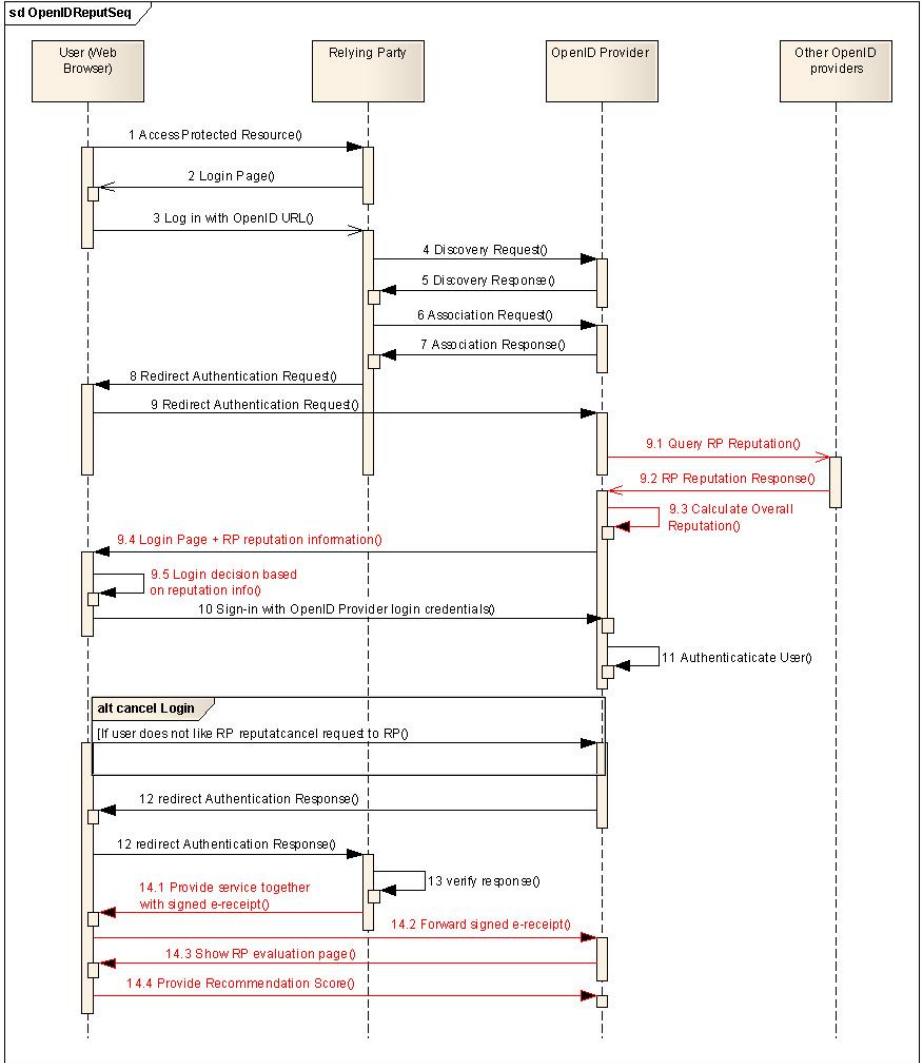 sd OpenIDReputSeq
User (Web
Browser)
Relying Party
OpenID Provider
Other OpenID
providers
1 AccessProtected Resource()
2 Login Page()
3 Log in with OpenID URL()
4 Discovery Request()
5 Discovery Response()
6 Association Request()
7 Association Response()
8 Redirect Authentication Request()
9 Redirect Authentication Request()
9.1 Query RP Reputation()
9.2 RP Reputation Response()
9.3 Calculate Overall
Reputation()
9.4 Login Page + RP reputation information()
9.5 Login decision based
on reputation info()
10 Sign-in with OpenID Provider login credentials()
11 Authenticaticate User()
alt cancel Login
[If user does not like RP reputatcancel request to RP()
12 redirect Authentication Response()
12 redirect Authentication Response()
13 verify response()
14.1 Provide service together
with signed e-receipt()
14.2 Forward signed e-receipt()
14.3 Show RP evaluation page()
14.4 Provide Recommendation Score()